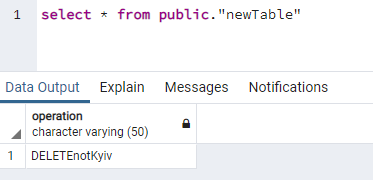 1 select * from public."newTable"
Data Output Explain Messages Notifications
operation
character varying (50)
1 DELETEnotKyiv